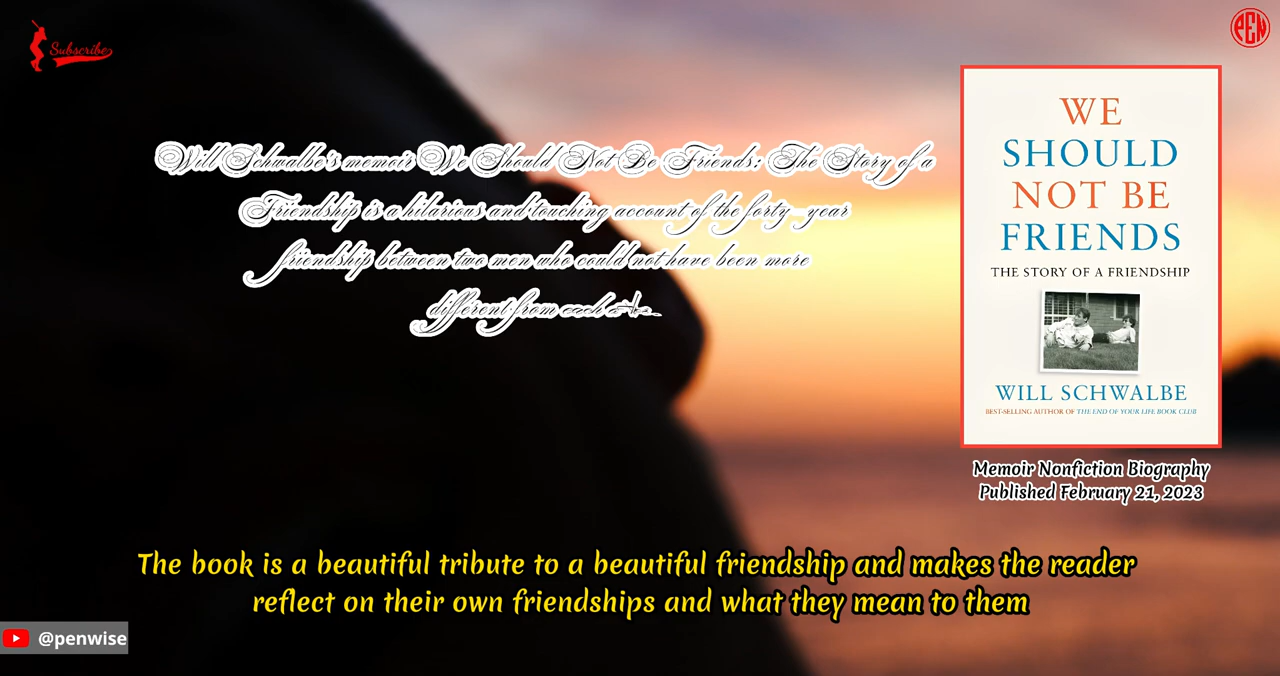 Subscribe
PEN
Will Schwalbe's memoir We Should Not Be Friends: The Story of a
Friendship is a hilarious and touching account of the forty-year
friendship between two men who could not have been more
different from each
WE
SHOULD
NOT BE
FRIENDS
THE STORY OF A FRIENDSHIP
WILL SCHWALBE
BEST-SELLING AUTHOR OF THE END OF YOUR LIFE BOOK CLUB
Memoir Nonfiction Biography
Published February 21, 2023
The book is a beautiful tribute to a beautiful friendship and makes the reader
reflect on their own friendships and what they mean to them
@penwise